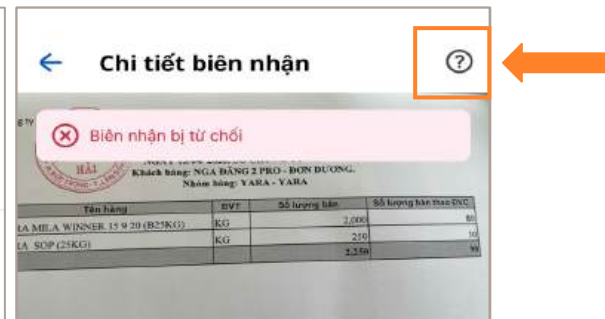 Chi tiết biên nhận
Biên nhận bị từ chối
HẢI
Khách hàng: NGA ĐĂNG 2 PRO - ĐƠN DƯƠNG.
Nhóm hàng: YARA - YARA
Tên hàng ĐVT Số lượng bán Số lượng bán theo ĐVC
MILA WINNER 15 9 20 (B25KG) KG 2,000 80
SOP (25KG) KG 250 10
2,250 90